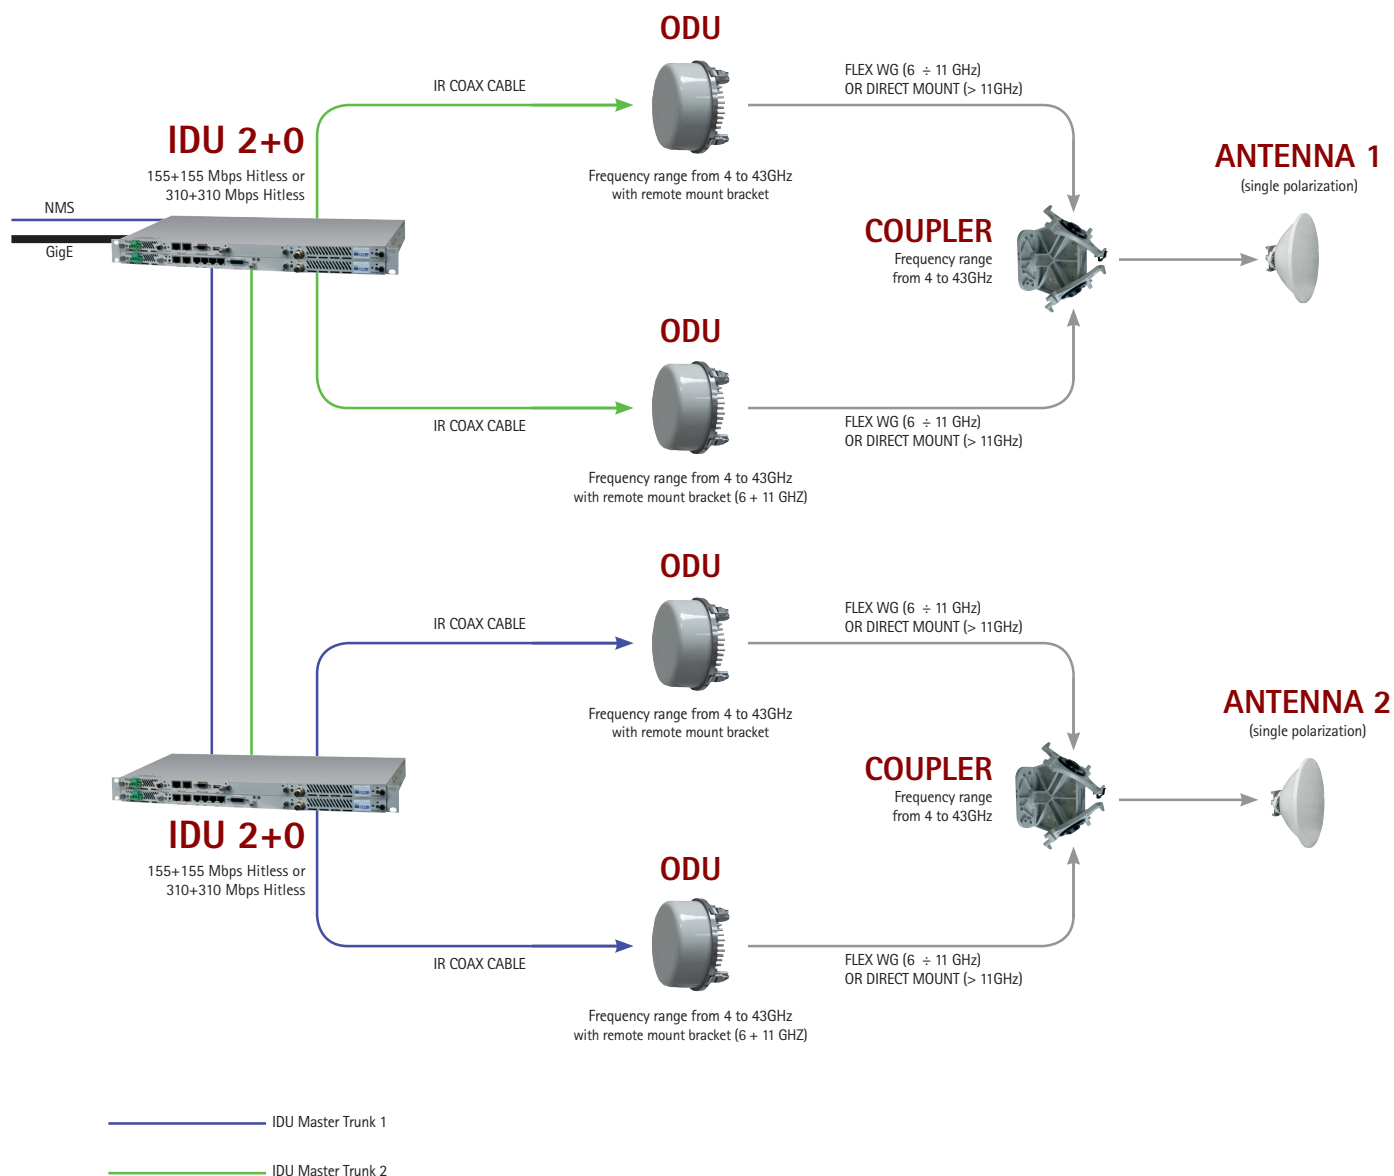 ODU
IR COAX CABLE
FLEX WG (6 ÷ 11 GHz)
OR DIRECT MOUNT (> 11GHz)
IDU 2+0
155+155 Mbps Hitless or
310+310 Mbps Hitless
Frequency range from 4 to 43GHz
with remote mount bracket
ANTENNA 1
(single polarization)
NMS
GigE
COUPLER
Frequency range
from 4 to 43GHz
ODU
IR COAX CABLE
FLEX WG (6 ÷ 11 GHz)
OR DIRECT MOUNT (> 11GHz)
Frequency range from 4 to 43GHz
with remote mount bracket (6 + 11 GHZ)
ODU
IR COAX CABLE
FLEX WG (6 ÷ 11 GHz)
OR DIRECT MOUNT (> 11GHz)
Frequency range from 4 to 43GHz
with remote mount bracket
ANTENNA 2
(single polarization)
COUPLER
Frequency range
from 4 to 43GHz
IDU 2+0
155+155 Mbps Hitless or
310+310 Mbps Hitless
ODU
IR COAX CABLE
FLEX WG (6 ÷ 11 GHz)
OR DIRECT MOUNT (> 11GHz)
Frequency range from 4 to 43GHz
with remote mount bracket (6 + 11 GHZ)
IDU Master Trunk 1
IDU Master Trunk 2